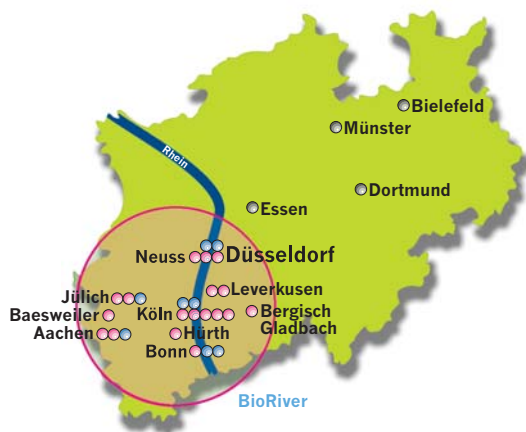 Bielefeld
Münster
Dortmund
Rhein
Essen
Neuss
Düsseldorf
Leverkusen
Jülich
Köln
Bergisch
Gladbach
Baesweiler
Aachen
Hürth
Bonn
BioRiver